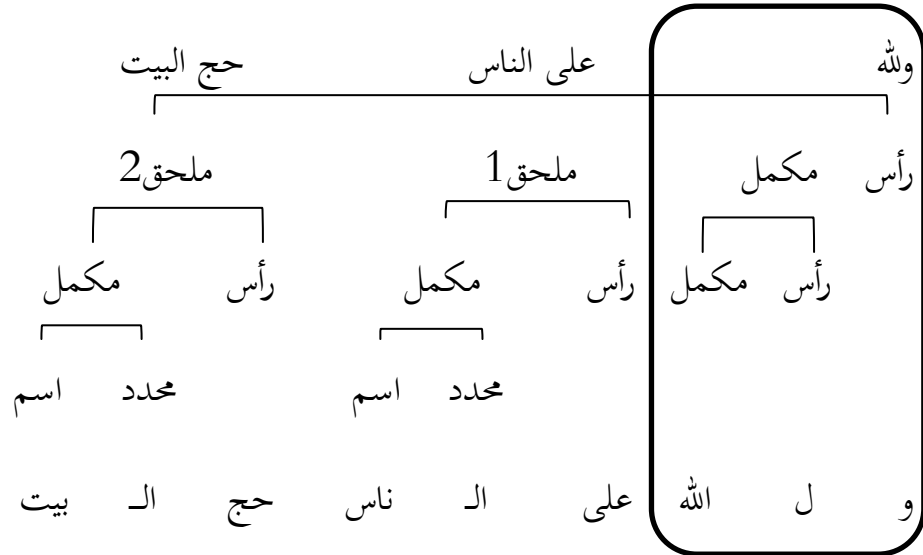 ولله على الناس حج البيت
رأس مكمل ملحق1 ملحق2
رأس مكمل رأس مكمل رأس مكمل
محدد اسم محدد اسم
و ل الله على الـ ناس حج الـ بيت